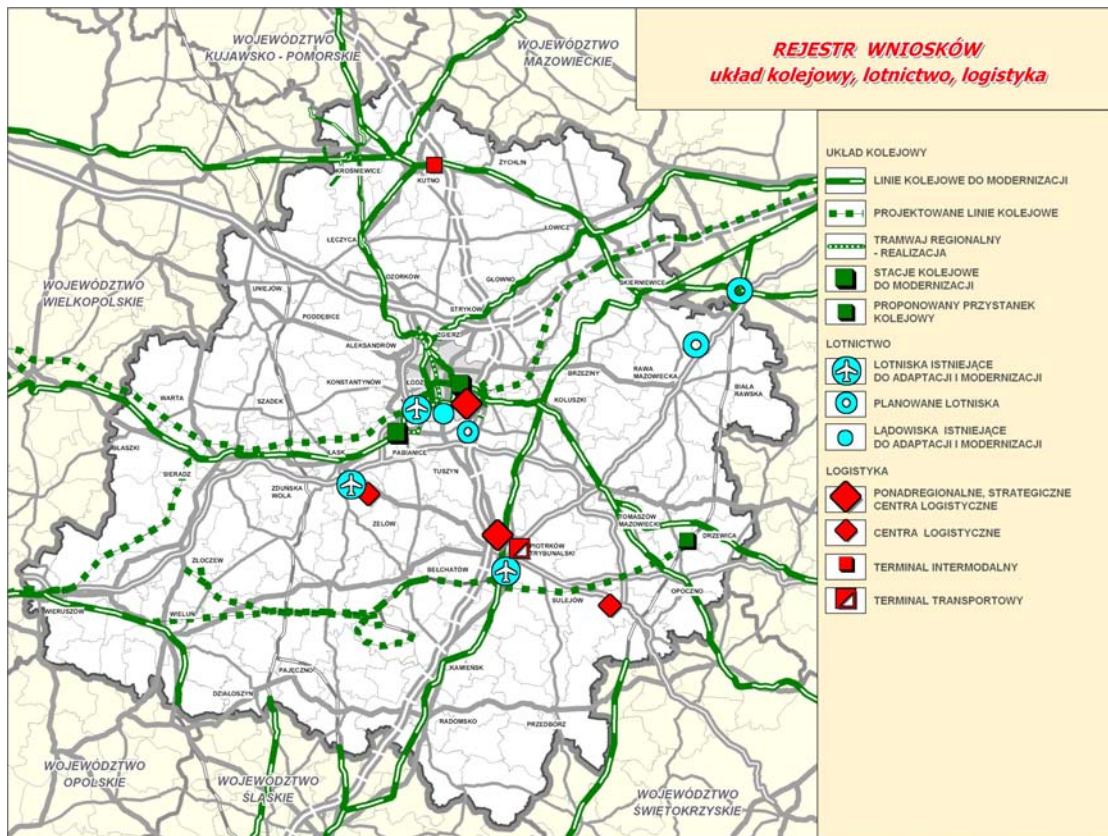 REJESTR WNIOSKÓW
układ kolejowy, lotnictwo, logistyka
WOJEWÓDZTWO
KUJAWSKO - POMORSKIE
WOJEWÓDZTWO
MAZOWIECKIE
WOJEWÓDZTWO
WIELKOPOLSKIE
WOJEWÓDZTWO
OPOLSKIE
WOJEWÓDZTWO
ŚLĄSKIE
WOJEWÓDZTWO
ŚWIĘTOKRZYSKIE
KROŚNIEWICE
KUTNO
ŻYCHLIN
ŁĘCZYCA
ŁOWICZ
OZORKÓW
GŁOWNO
UNIEJÓW
STRYKÓW
SKIERNIEWICE
PODDĘBICE
ZGIERZ
ALEKSANDRÓW
KONSTANTYNÓW
ŁÓDŹ
BRZEZINY
RAWA
MAZOWIECKA
BIAŁA
RAWSKA
WARTA
SZADEK
KOLUSZKI
BŁASZKI
SIERADZ
ŁASK
PABIANICE
TUSZYN
ZDUŃSKA
WOLA
ZELÓW
TOMASZÓW
MAZOWIECKI
DRZEWICA
ZŁOCZEW
BEŁCHATÓW
PIOTRKÓW
TRYBUNALSKI
WIERUSZÓW
WIELUŃ
SULEJÓW
OPOCZNO
PAJĘCZNO
KAMIEŃSK
DZIAŁOSZYN
RADOMSKO
PRZEDBÓRZ
UKŁAD KOLEJOWY
LINIE KOLEJOWE DO MODERNIZACJI
PROJEKTOWANE LINIE KOLEJOWE
TRAMWAJ REGIONALNY
- REALIZACJA
STACJE KOLEJOWE
DO MODERNIZACJI
PROPONOWANY PRZYSTANEK
KOLEJOWY
LOTNICTWO
LOTNISKA ISTNIEJĄCE
DO ADAPTACJI I MODERNIZACJI
PLANOWANE LOTNISKA
LĄDOWISKA ISTNIEJĄCE
DO ADAPTACJI I MODERNIZACJI
LOGISTYKA
PONADREGIONALNE, STRATEGICZNE
CENTRA LOGISTYCZNE
CENTRA LOGISTYCZNE
TERMINAL INTERMODALNY
TERMINAL TRANSPORTOWY